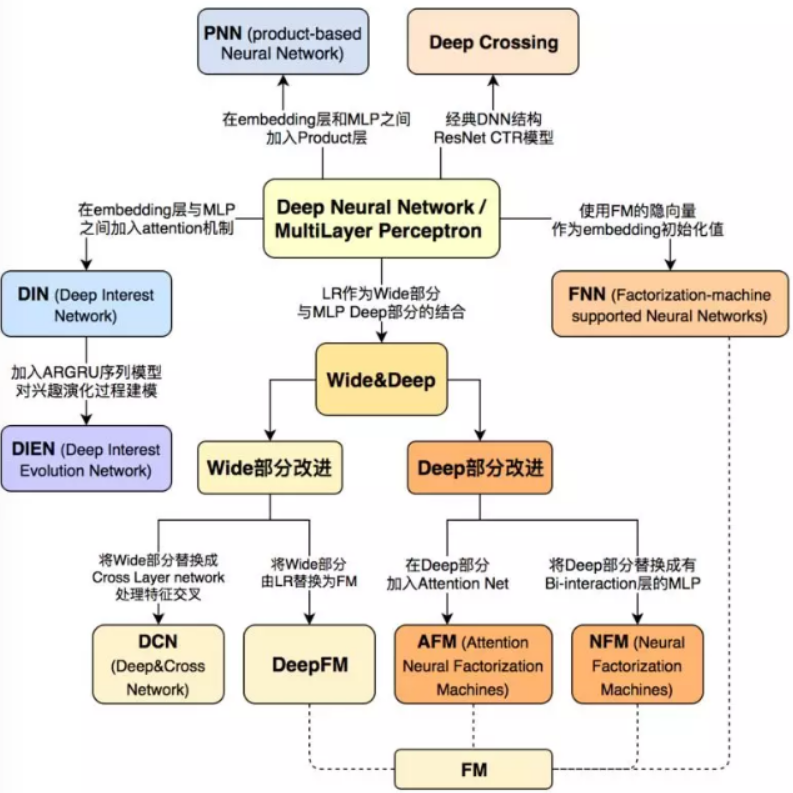 PNN (product-based
Neural Network)
Deep Crossing
在embedding层和MLP之间
加入Product层
经典DNN结构
ResNet CTR模型
Deep Neural Network /
MultiLayer Perceptron
在embedding层与MLP
之间加入attention机制
使用FM的隐向量
作为embedding初始化值
DIN (Deep Interest
Network)
LR作为Wide部分
与MLP Deep部分的结合
FNN (Factorization-machine
supported Neural Networks)
加入ARGRU序列模型
对兴趣演化过程建模
Wide&Deep
DIEN (Deep Interest
Evolution Network)
Wide部分改进
Deep部分改进
将Wide部分替换成
Cross Layer network
处理特征交叉
将Wide部分
由LR替换为FM
在Deep部分
加入Attention Net
将Deep部分替换成有
Bi-interaction层的MLP
DCN
(Deep&Cross
Network)
DeepFM
AFM (Attention
Neural Factorization
Machines)
NFM (Neural
Factorization
Machines)
FM